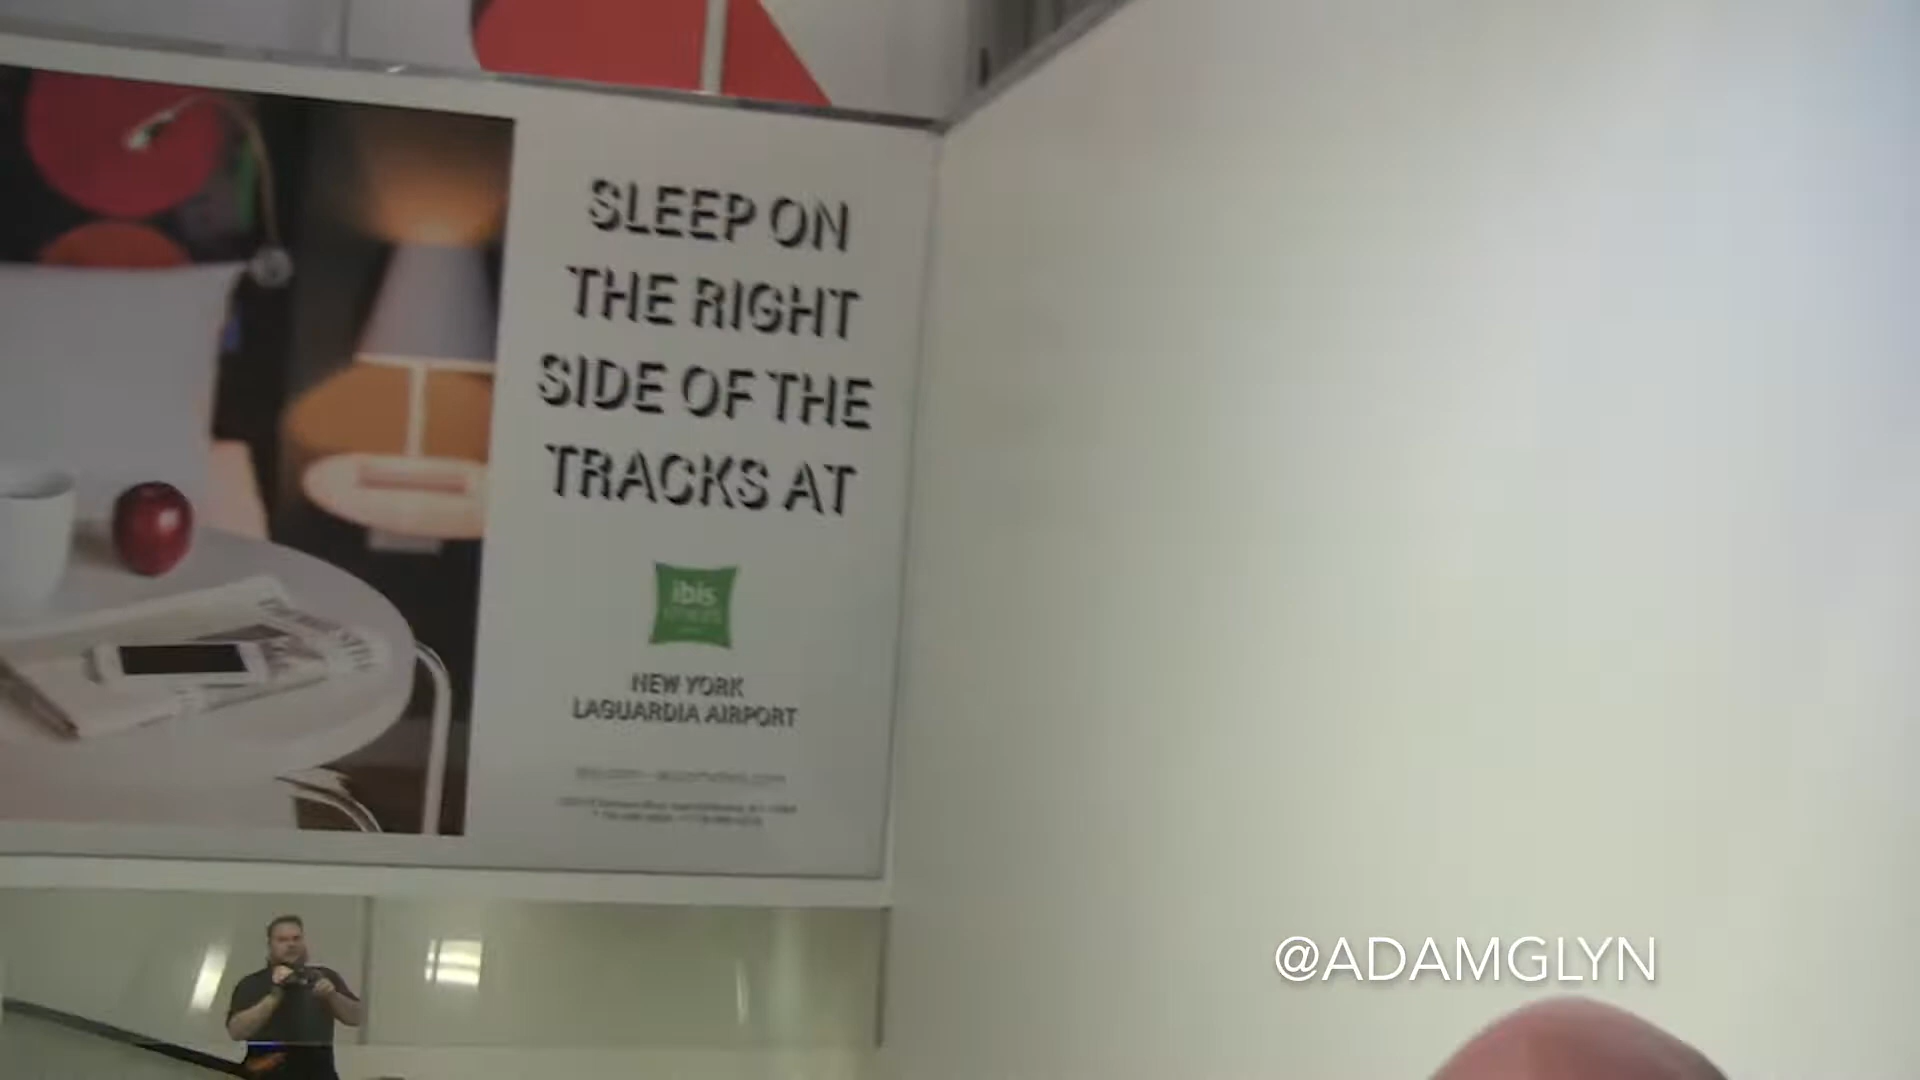 SLEEP ON
THE RIGHT
SIDE OF THE
TRACKS AT
ibis
NEW YORK
LAGUARDIA AIRPORT
@ADAMGLYN